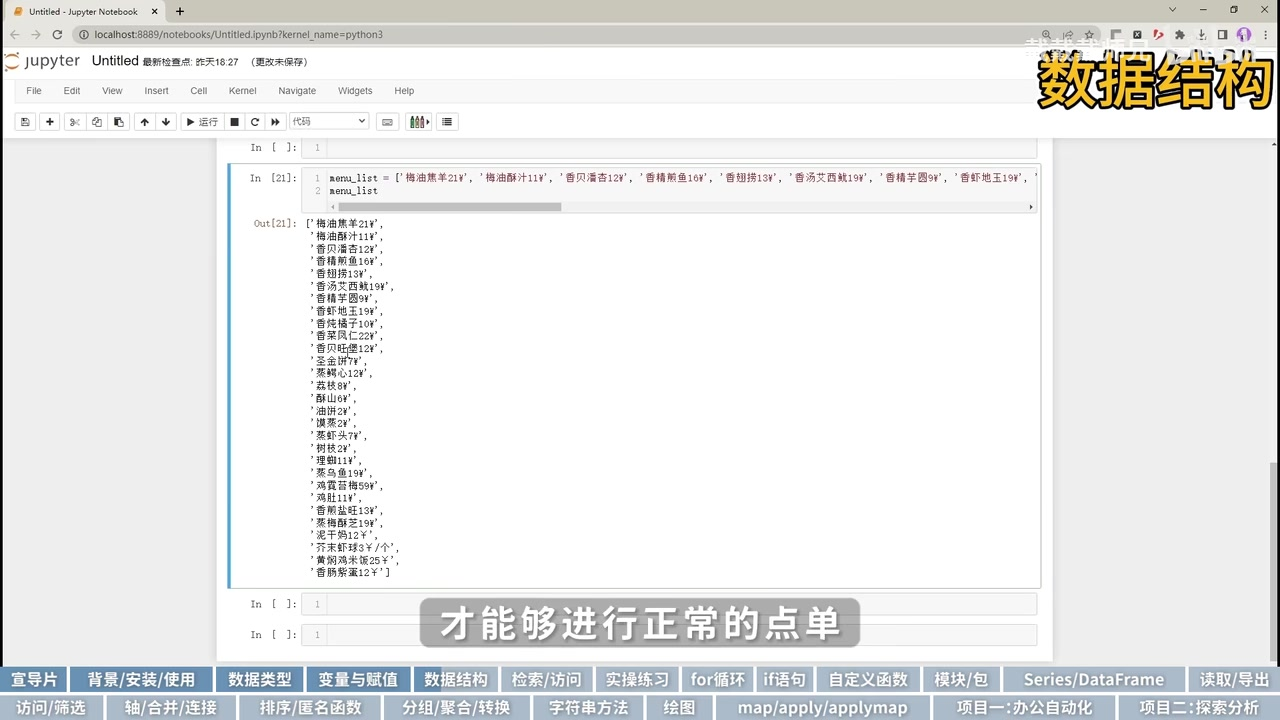 Untitled - Jupyter Notebook
localhost:8889/notebooks/Untitled.ipynb?kernel_name=python3
jupyter Untitled 最新检查点: 昨天18:27 (更改未保存)
数据结构
File Edit View Insert Cell Kernel Navigate Widgets Help
运行 代码
In [ ]: 1
In [21]: 1 menu_list = ['梅油焦羊21¥', '梅油酥汁11¥', '香贝潘杏12¥', '香精煎鱼16¥', '香翅捞13¥', '香汤艾西鱿19¥', '香精芋圆9¥', '香虾地玉19¥', '
2 menu_list
Out[21]: ['梅油焦羊21¥',
'梅油酥汁11¥',
'香贝潘杏12¥',
'香精煎鱼16¥',
'香翅捞13¥',
'香汤艾西鱿19¥',
'香精芋圆9¥',
'香虾地玉19¥',
'香炖橘子10¥',
'香菜凤仁22¥',
'香贝旺堡12¥',
'圣金饼7¥',
'蒸鳄心12¥',
'荔枝8¥',
'酥山6¥',
'油饼2¥',
'馍蒸2¥',
'蒸虾头7¥',
'树枝2¥',
'理蜘11¥',
'蒸乌鱼19¥',
'鸡霞苔梅59¥',
'鸡肚11¥',
'香煎盐旺13¥',
'蒸梅酥芝19¥',
'泥干妈12￥',
'芥末虾球3￥/个',
'黄焖鸡米饭25￥',
'香肠紫蛋12￥']
In [ ]: 1
In [ ]: 1
才能够进行正常的点单
宣导片 背景/安装/使用 数据类型 变量与赋值 数据结构 检索/访问 实操练习 for循环 if语句 自定义函数 模块/包 Series/DataFrame 读取/导出
访问/筛选 轴/合并/连接 排序/匿名函数 分组/聚合/转换 字符串方法 绘图 map/apply/applymap 项目一:办公自动化 项目二:探索分析